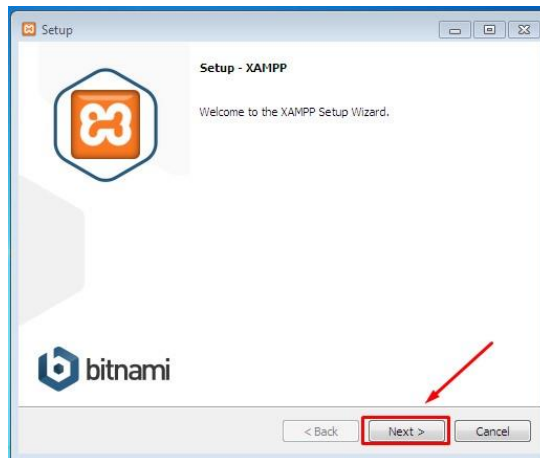 Setup
Setup - XAMPP
Welcome to the XAMPP Setup Wizard.
bitnami
< Back Next > Cancel